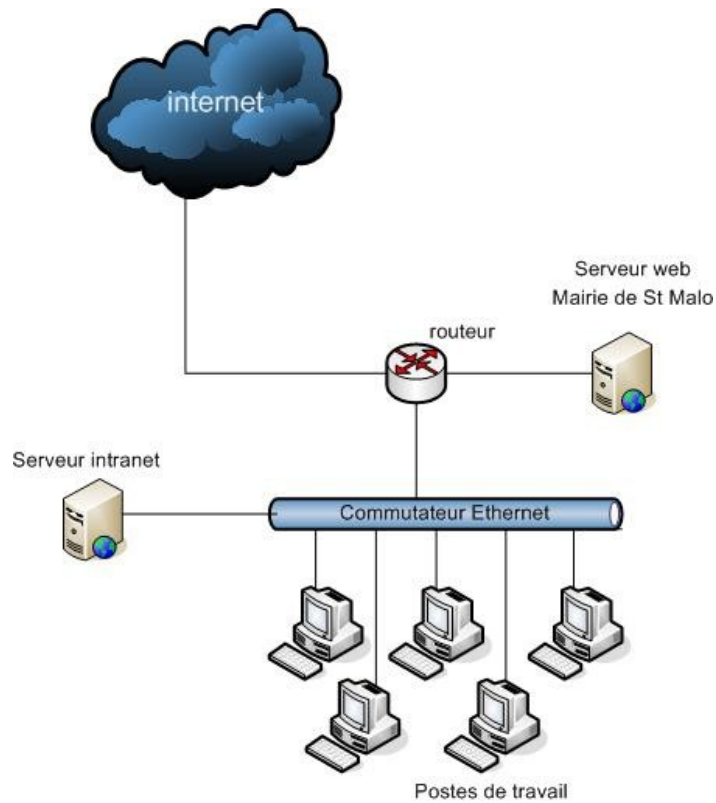 internet
Serveur web
Mairie de St Malo
routeur
Serveur intranet
Commutateur Ethernet
Postes de travail